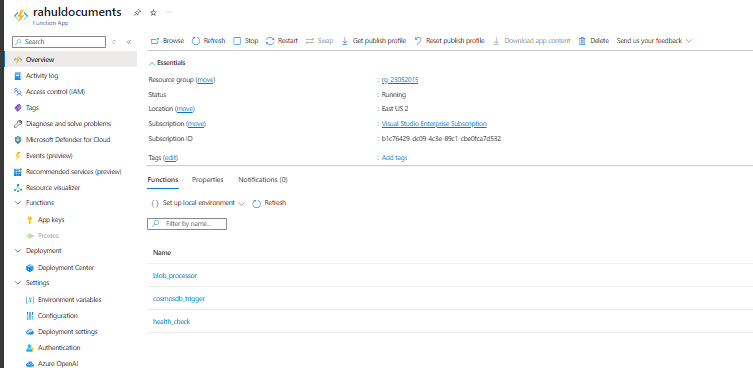 rahuldocuments
Function App
Search
Browse Refresh Stop Restart Swap Get publish profile Reset publish profile Download app content Delete Send us your feedback
Overview
Activity log
Access control (IAM)
Tags
Diagnose and solve problems
Microsoft Defender for Cloud
Events (preview)
Recommended services (preview)
Resource visualizer
Functions
App keys
Proxies
Deployment
Deployment Center
Settings
Environment variables
Configuration
Deployment settings
Authentication
Azure OpenAI
Essentials
Resource group (move) : rg_23052015
Status : Running
Location (move) : East US 2
Subscription (move) : Visual Studio Enterprise Subscription
Subscription ID : b1c76429-dc09-4c3e-89c1-cbe0fca7d532
Tags (edit) : Add tags
Functions Properties Notifications (0)
Set up local environment Refresh
Filter by name...
Name
blob_processor
cosmosdb_trigger
health_check